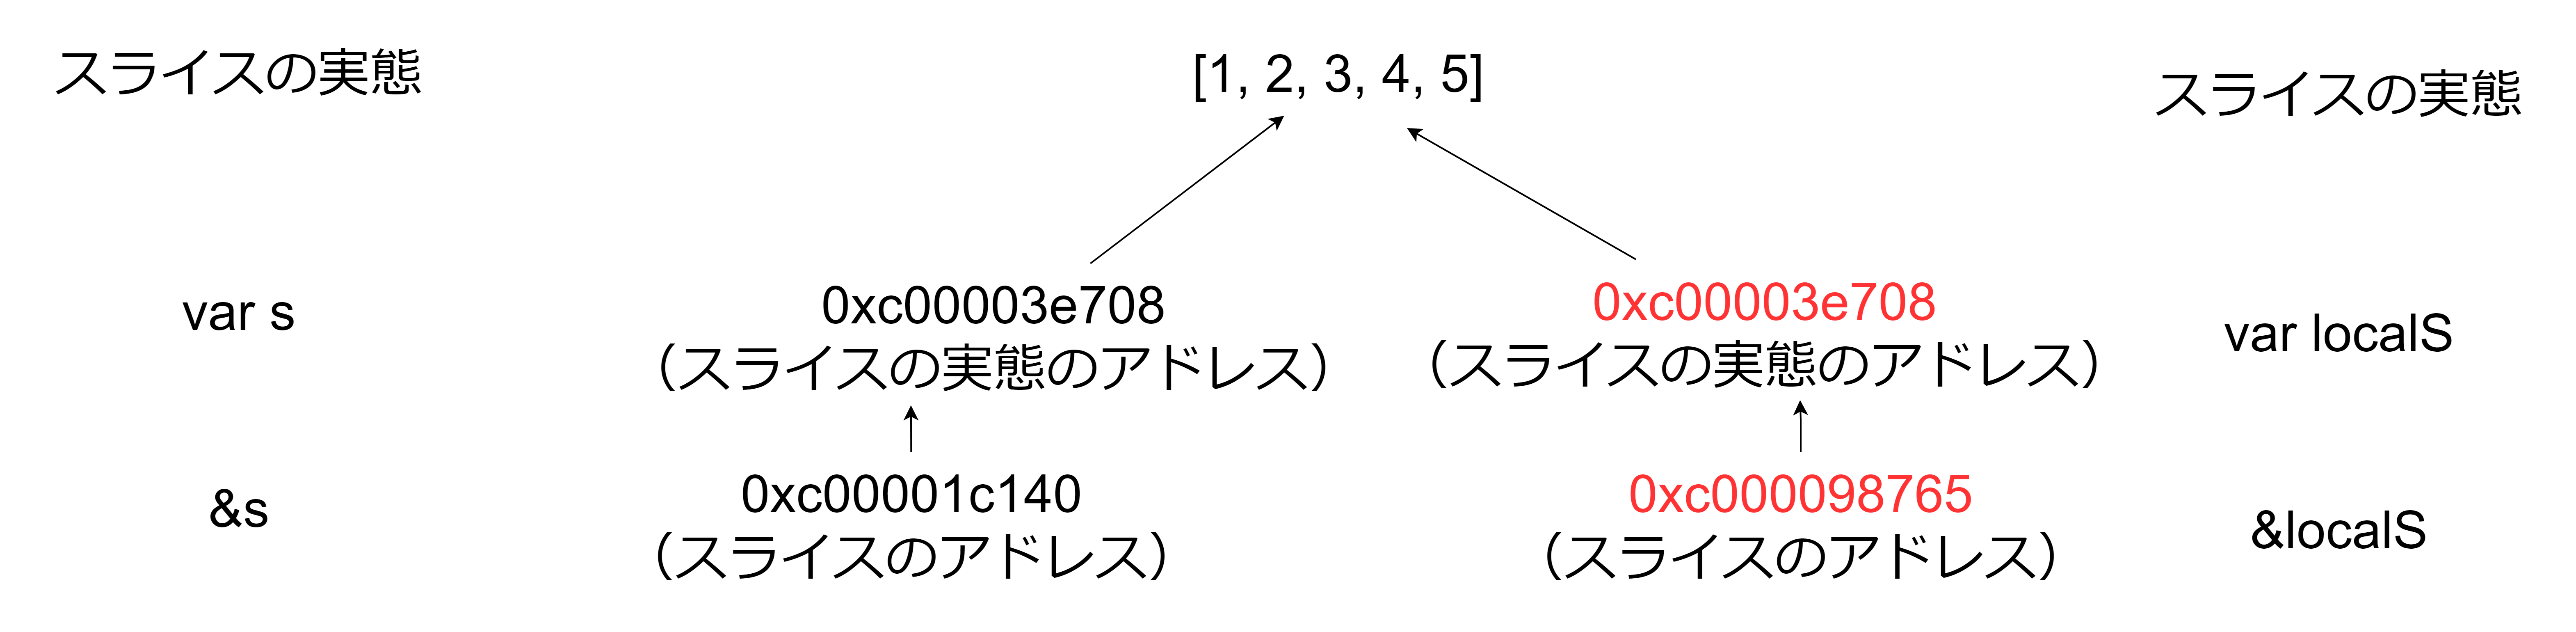 スライスの実態
[1, 2, 3, 4, 5]
スライスの実態
var s
0xc00003e708
（スライスの実態のアドレス）
0xc00003e708
（スライスの実態のアドレス）
var localS
&s
0xc00001c140
（スライスのアドレス）
0xc000098765
（スライスのアドレス）
&localS